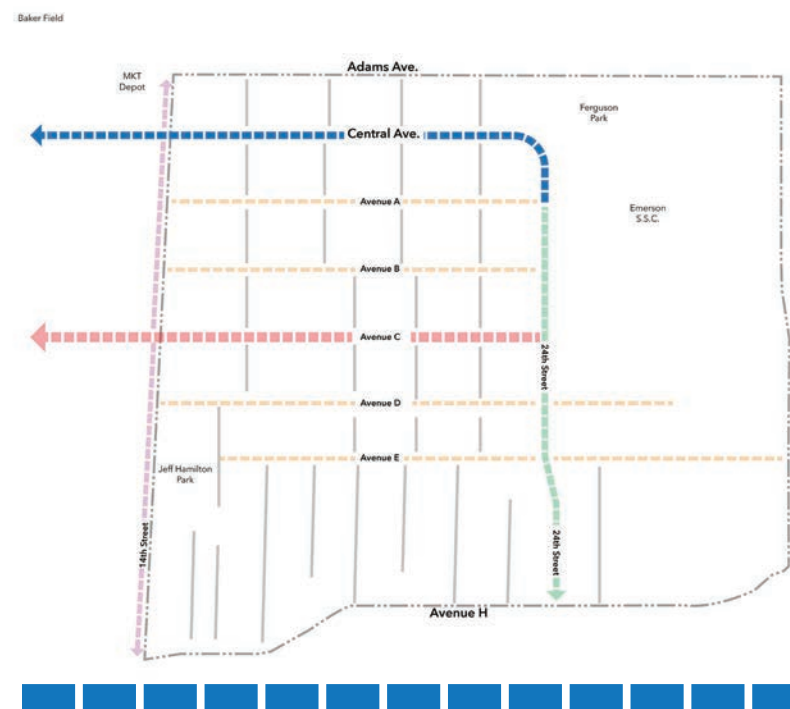 Baker Field
Adams Ave.
MKT
Depot
Ferguson
Park
Central Ave.
Avenue A
Emerson
S.S.C.
Avenue B
Avenue C
24th Street
Avenue D
Avenue E
Jeff Hamilton
Park
14th Street
24th Street
Avenue H